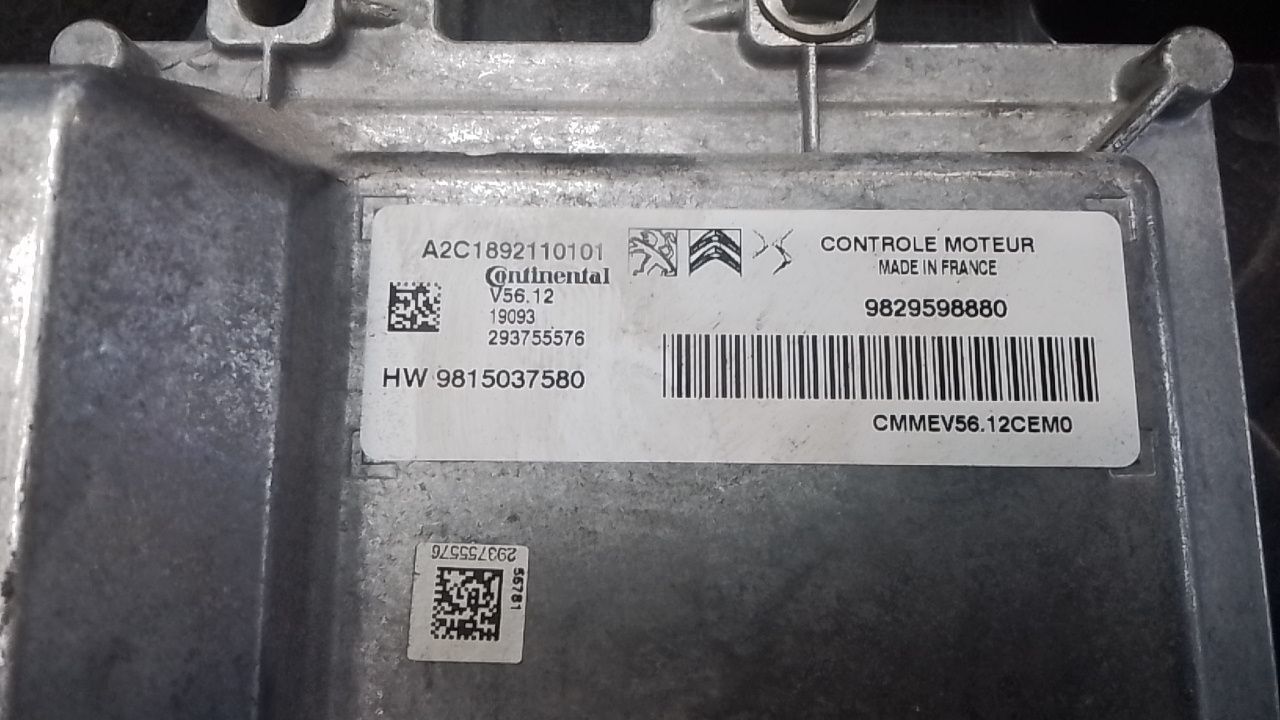 A2C1892110101
Continental
V56.12
19093
293755576
HW 9815037580
CONTROLE MOTEUR
MADE IN FRANCE
9829598880
CMMEV56.12CEM0
293755576
56781